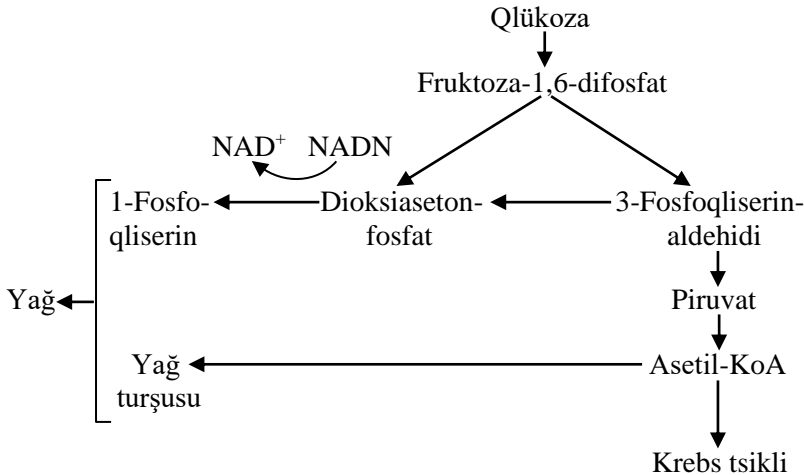 Qlükoza
Fruktoza-1,6-difosfat
NAD⁺ NADN
1-Fosfo- Dioksiaseton- 3-Fosfoqliserin-
qliserin fosfat aldehidi
Yağ Piruvat
Yağ Asetil-KoA
turşusu
Krebs tsikli